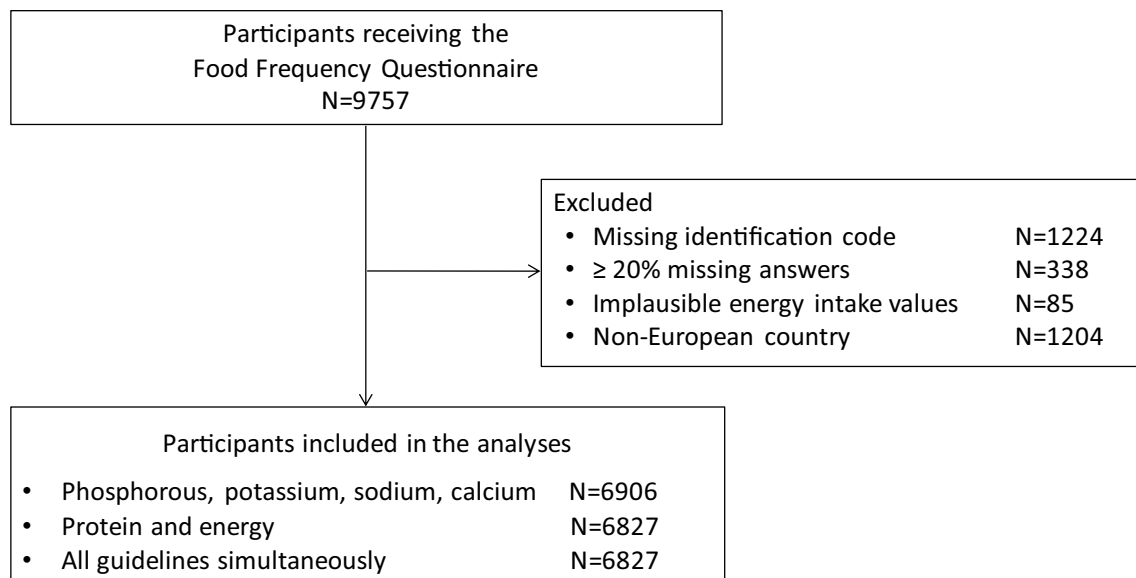 Participants receiving the
Food Frequency Questionnaire
N=9757
Excluded
• Missing identification code N=1224
• ≥ 20% missing answers N=338
• Implausible energy intake values N=85
• Non-European country N=1204
Participants included in the analyses
• Phosphorous, potassium, sodium, calcium N=6906
• Protein and energy N=6827
• All guidelines simultaneously N=6827